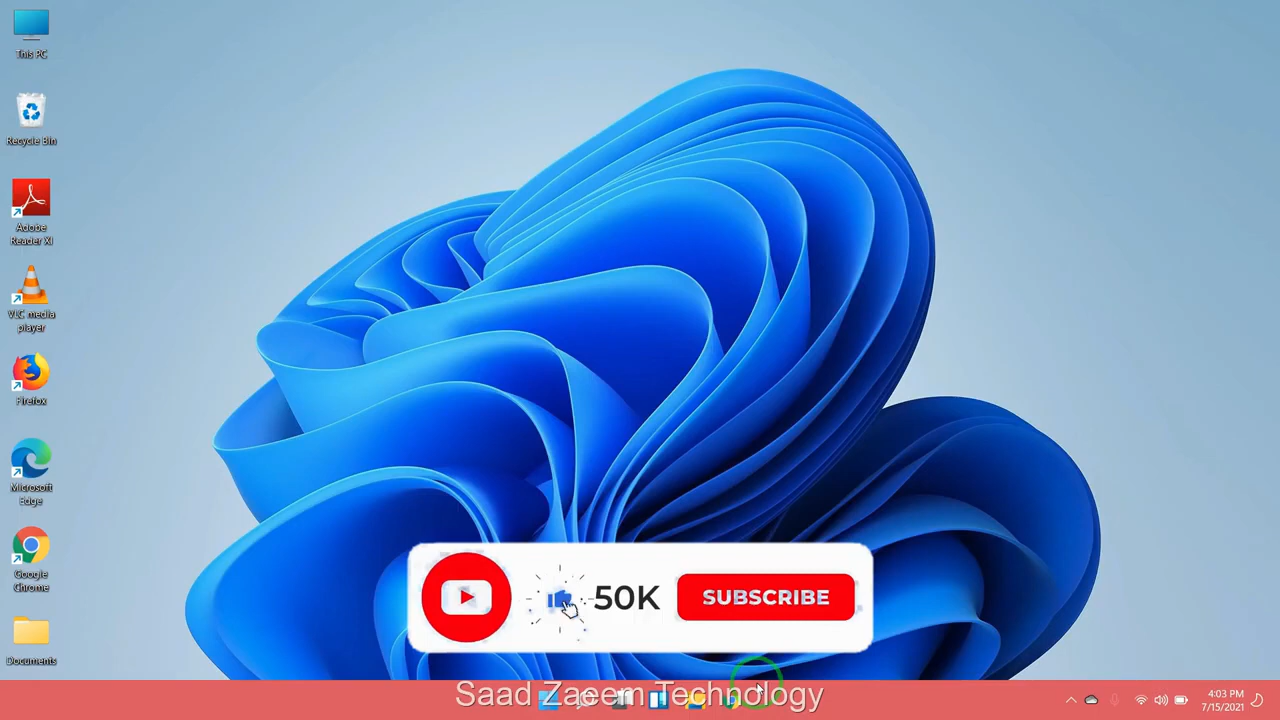 This PC
Recycle Bin
Adobe
Reader XI
VLC media
player
Firefox
Microsoft
Edge
Google
Chrome
Documents
50K
SUBSCRIBE
Saad Zaeem Technology
4:03 PM
7/15/2021